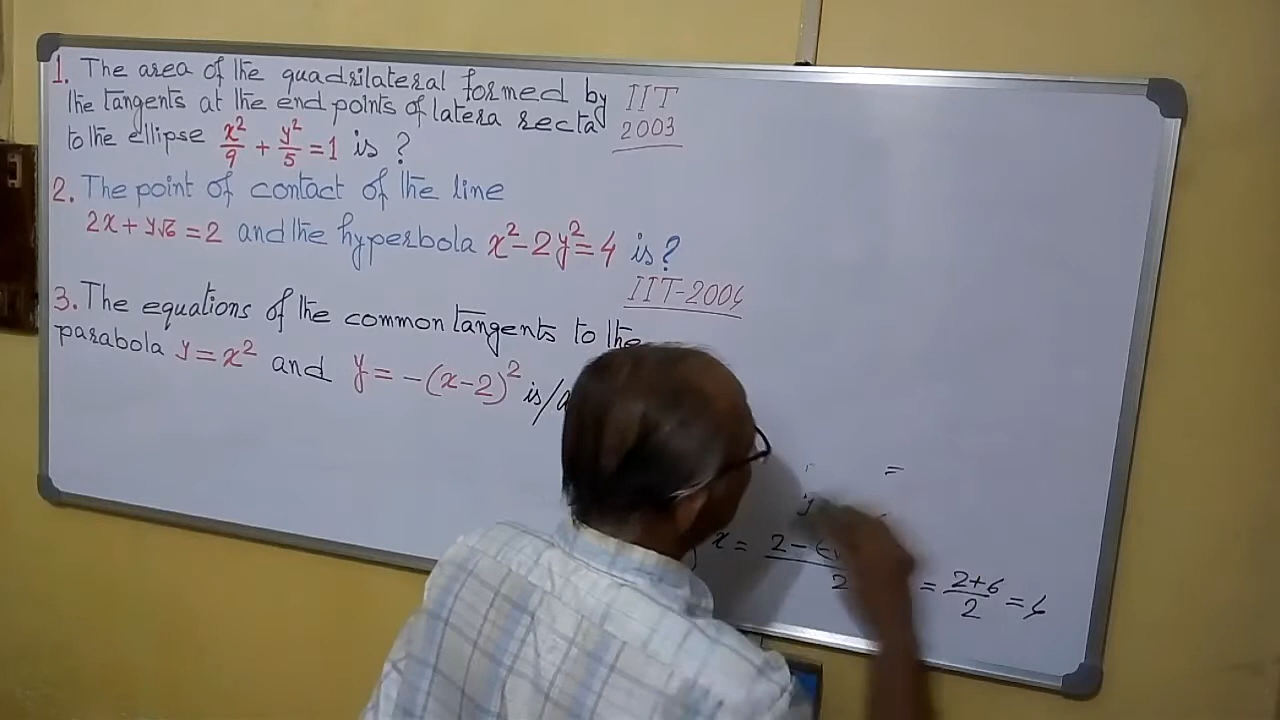 1. The area of the quadrilateral formed by
the tangents at the end points of latera recta
to the ellipse x²/9 + y²/5 = 1 is ?
IIT
2003
2. The point of contact of the line
2x + y√6 = 2 and the hyperbola x² - 2y² = 4 is ?
IIT-2004
3. The equations of the common tangents to the
parabola y = x² and y = -(x-2)² is/
=
y
x = 2 -
2
= (2+6)/2 = 4